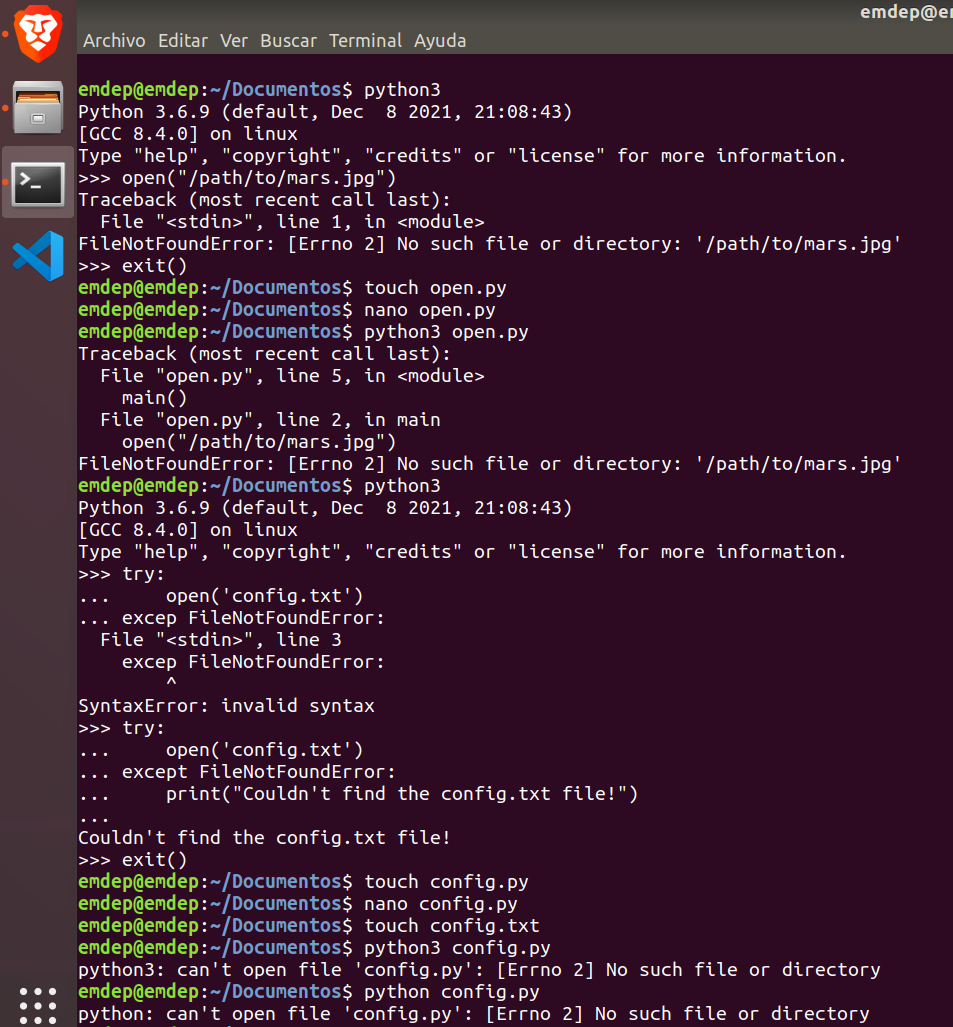 emdep@e
Archivo Editar Ver Buscar Terminal Ayuda
emdep@emdep:~/Documentos$ python3
Python 3.6.9 (default, Dec  8 2021, 21:08:43)
[GCC 8.4.0] on linux
Type "help", "copyright", "credits" or "license" for more information.
>>> open("/path/to/mars.jpg")
Traceback (most recent call last):
  File "<stdin>", line 1, in <module>
FileNotFoundError: [Errno 2] No such file or directory: '/path/to/mars.jpg'
>>> exit()
emdep@emdep:~/Documentos$ touch open.py
emdep@emdep:~/Documentos$ nano open.py
emdep@emdep:~/Documentos$ python3 open.py
Traceback (most recent call last):
  File "open.py", line 5, in <module>
    main()
  File "open.py", line 2, in main
    open("/path/to/mars.jpg")
FileNotFoundError: [Errno 2] No such file or directory: '/path/to/mars.jpg'
emdep@emdep:~/Documentos$ python3
Python 3.6.9 (default, Dec  8 2021, 21:08:43)
[GCC 8.4.0] on linux
Type "help", "copyright", "credits" or "license" for more information.
>>> try:
...     open('config.txt')
... excep FileNotFoundError:
  File "<stdin>", line 3
    excep FileNotFoundError:
        ^
SyntaxError: invalid syntax
>>> try:
...     open('config.txt')
... except FileNotFoundError:
...     print("Couldn't find the config.txt file!")
...
Couldn't find the config.txt file!
>>> exit()
emdep@emdep:~/Documentos$ touch config.py
emdep@emdep:~/Documentos$ nano config.py
emdep@emdep:~/Documentos$ touch config.txt
emdep@emdep:~/Documentos$ python3 config.py
python3: can't open file 'config.py': [Errno 2] No such file or directory
emdep@emdep:~/Documentos$ python config.py
python: can't open file 'config.py': [Errno 2] No such file or directory